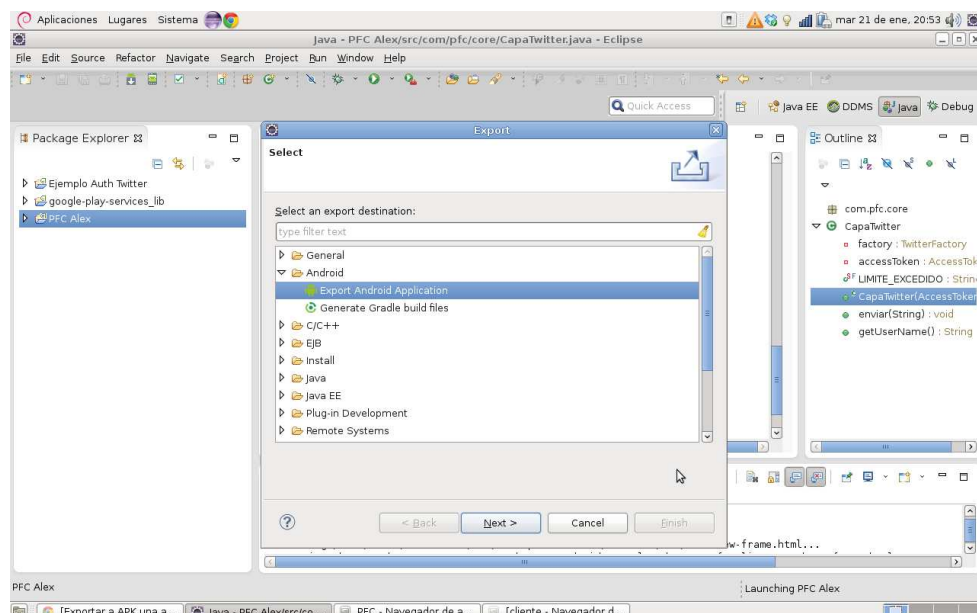 Aplicaciones Lugares Sistema mar 21 de ene, 20:53
Java - PFC Alex/src/com/pfc/core/CapaTwitter.java - Eclipse
File Edit Source Refactor Navigate Search Project Run Window Help
Quick Access Java EE DDMS Java Debug
Package Explorer
Ejemplo Auth Twitter
google-play-services_lib
PFC Alex
Export
Select
Select an export destination:
type filter text
General
Android
Export Android Application
Generate Gradle build files
C/C++
EJB
Install
Java
Java EE
Plug-in Development
Remote Systems
< Back Next > Cancel Finish
Outline
com.pfc.core
CapaTwitter
factory : TwitterFactory
accessToken : AccessTok
LIMITE_EXCEDIDO : Strin
CapaTwitter(AccessToken
enviar(String) : void
getUserName() : String
w-frame.html...
PFC Alex Launching PFC Alex
[Exportar a APK una a... Java - PFC Alex/src/co... PFC - Navegador de a... [cliente - Navegador d...